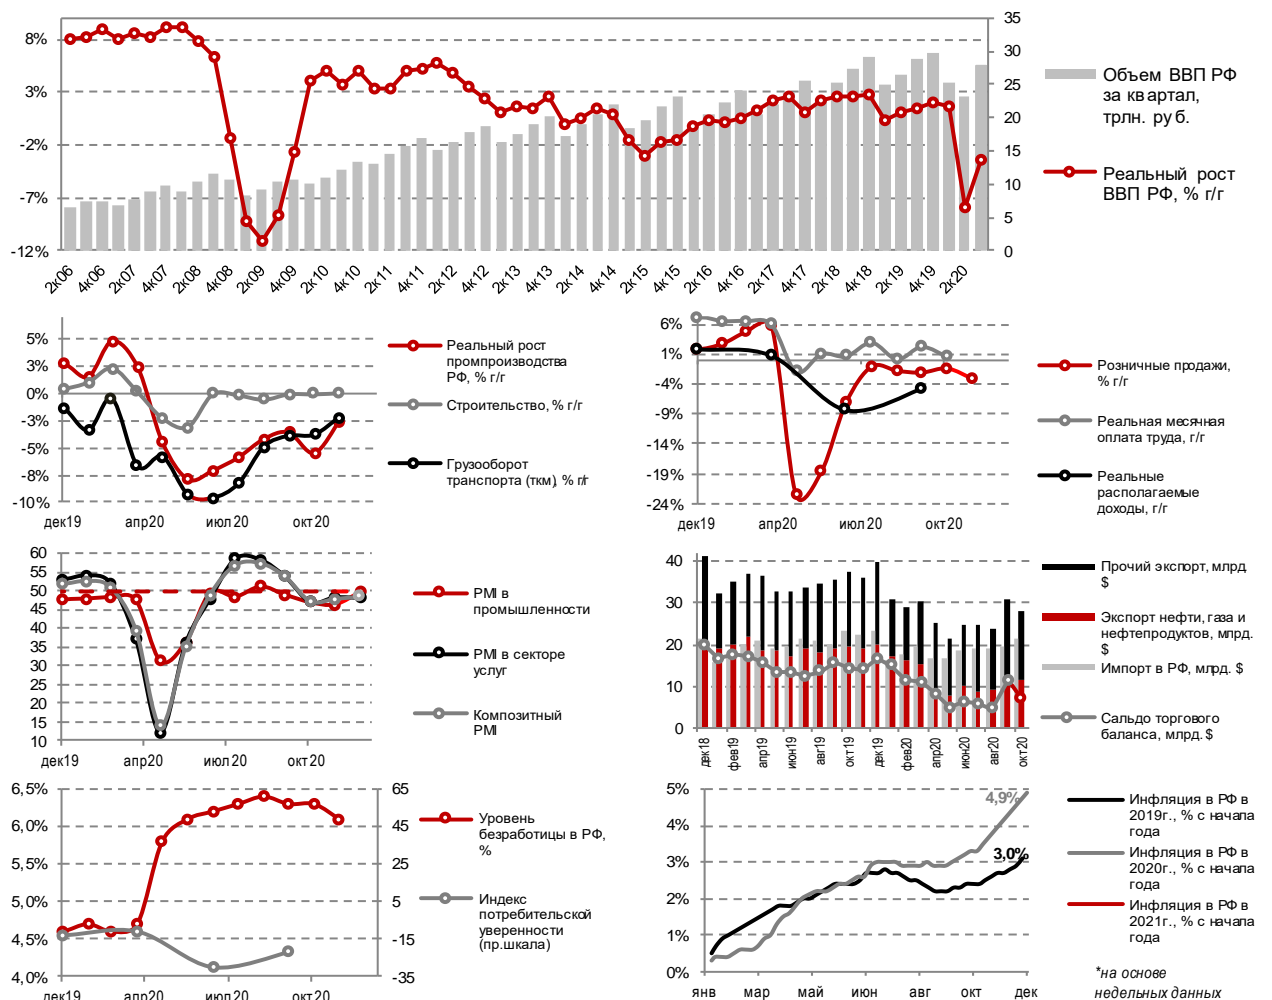 8%
3%
-2%
-7%
-12%
35
30
25
20
15
10
5
0
2к06
4к06
2к07
4к07
2к08
4к08
2к09
4к09
2к10
4к10
2к11
4к11
2к12
4к12
2к13
4к13
2к14
4к14
2к15
4к15
2к16
4к16
2к17
4к17
2к18
4к18
2к19
4к19
2к20
Объем ВВП РФ
за квартал,
трлн. руб.
Реальный рост
ВВП РФ, % г/г
5%
3%
0%
-3%
-5%
-8%
-10%
дек19
апр20
июл20
окт20
Реальный рост
промпроизводства
РФ, % г/г
Строительство, % г/г
Грузооборот
транспорта (ткм), % г/г
6%
1%
-4%
-9%
-14%
-19%
-24%
дек19
апр20
июл20
окт20
Розничные продажи,
% г/г
Реальная месячная
оплата труда, г/г
Реальные
располагаемые
доходы, г/г
60
55
50
45
40
35
30
25
20
15
10
дек19
апр20
июл20
окт20
PMI в
промышленности
PMI в секторе
услуг
Композитный
PMI
40
30
20
10
0
дек18
фев19
апр19
июн19
авг19
окт19
дек19
фев20
апр20
июн20
авг20
окт20
Прочий экспорт, млрд.
$
Экспорт нефти, газа и
нефтепродуктов, млрд.
$
Импорт в РФ, млрд. $
Сальдо торгового
баланса, млрд. $
6,5%
6,0%
5,5%
5,0%
4,5%
4,0%
65
45
25
5
-15
-35
дек19
апр20
июл20
окт20
Уровень
безработицы в РФ,
%
Индекс
потребительской
уверенности
(пр.шкала)
5%
4%
3%
2%
1%
0%
4,9%
3,0%
янв
мар
май
июн
авг
окт
дек
Инфляция в РФ в
2019г., % с начала
года
Инфляция в РФ в
2020г., % с начала
года
Инфляция в РФ в
2021г., % с начала
года
*на основе
недельных данных